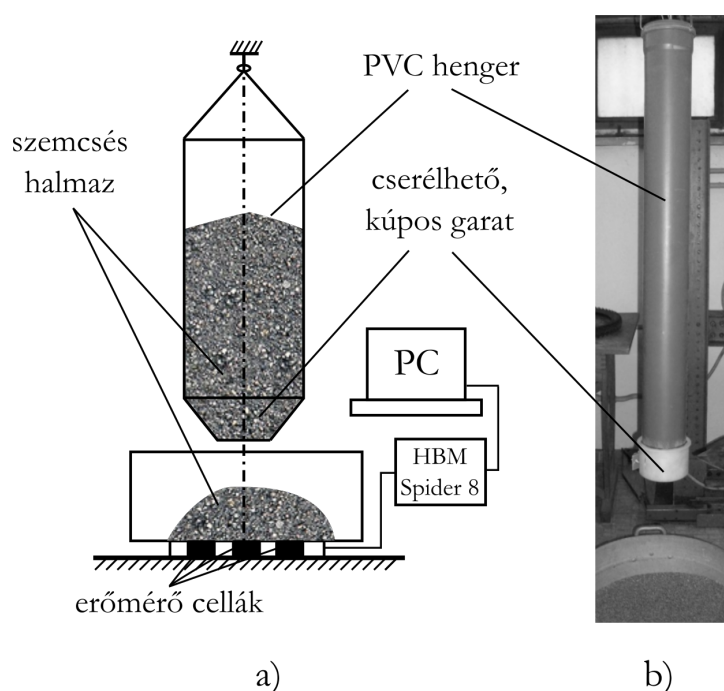 PVC henger
szemcsés
halmaz
cserélhető,
kúpos garat
PC
HBM
Spider 8
erőmérő cellák
a)
b)